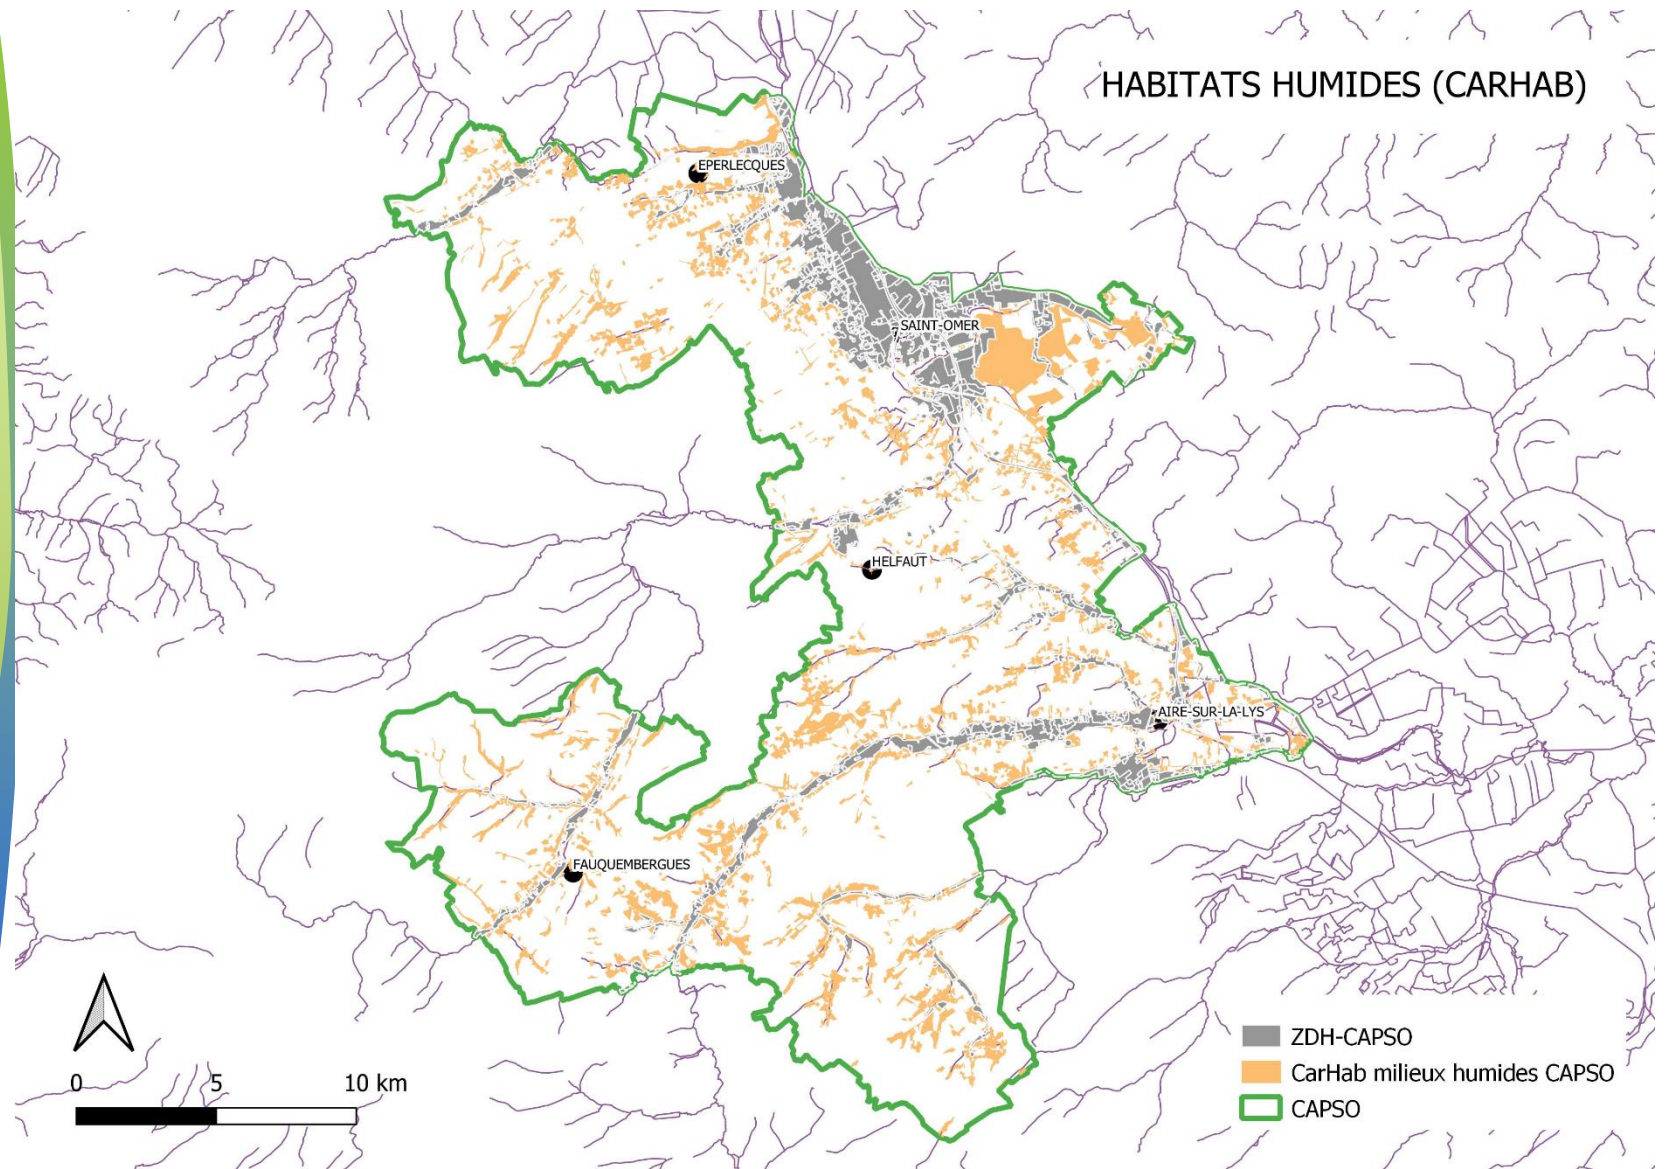 HABITATS HUMIDES (CARHAB)
EPERLECQUES
SAINT-OMER
HELFAUT
AIRE-SUR-LA-LYS
FAUQUEMBERGUES
ZDH-CAPSO
CarHab milieux humides CAPSO
CAPSO
0 5 10 km